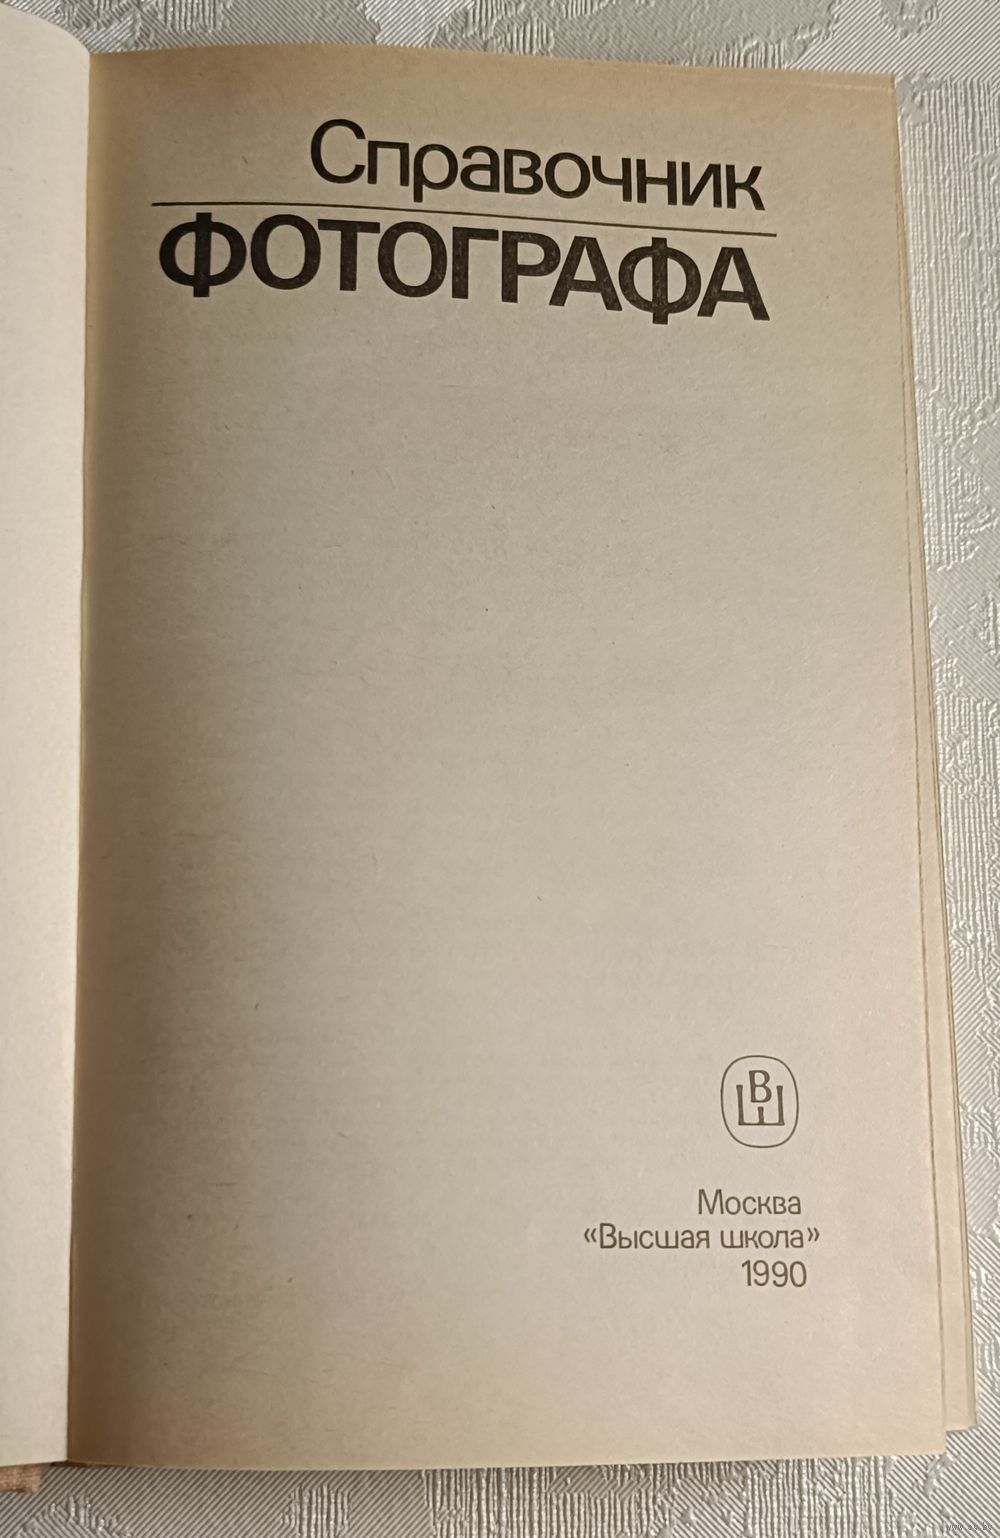 Справочник
ФОТОГРАФА
ВШ
Москва
«Высшая школа»
1990